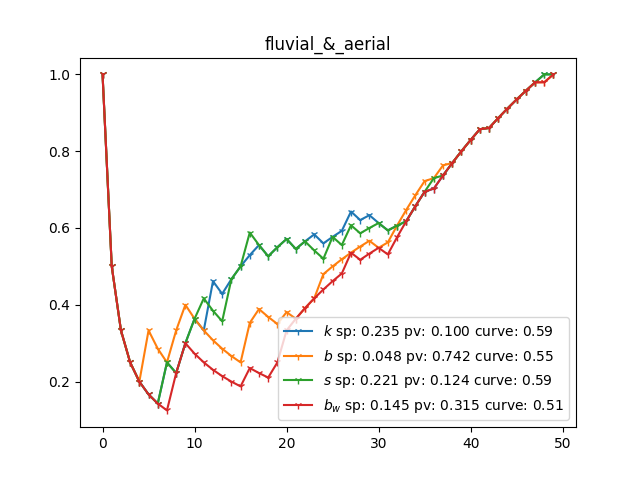 fluvial_&_aerial
1.0
0.8
0.6
0.4
0.2
0 10 20 30 40 50
k sp: 0.235 pv: 0.100 curve: 0.59
b sp: 0.048 pv: 0.742 curve: 0.55
s sp: 0.221 pv: 0.124 curve: 0.59
b_w sp: 0.145 pv: 0.315 curve: 0.51